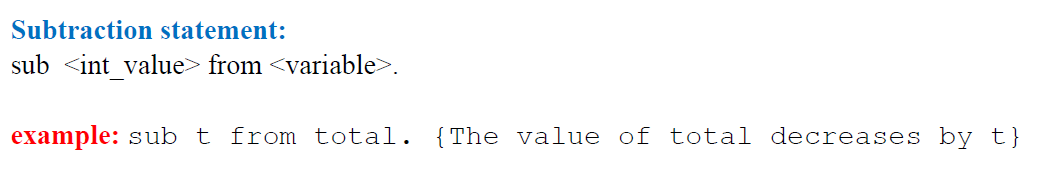 Subtraction statement:
sub <int_value> from <variable>.
example: sub t from total. {The value of total decreases by t}